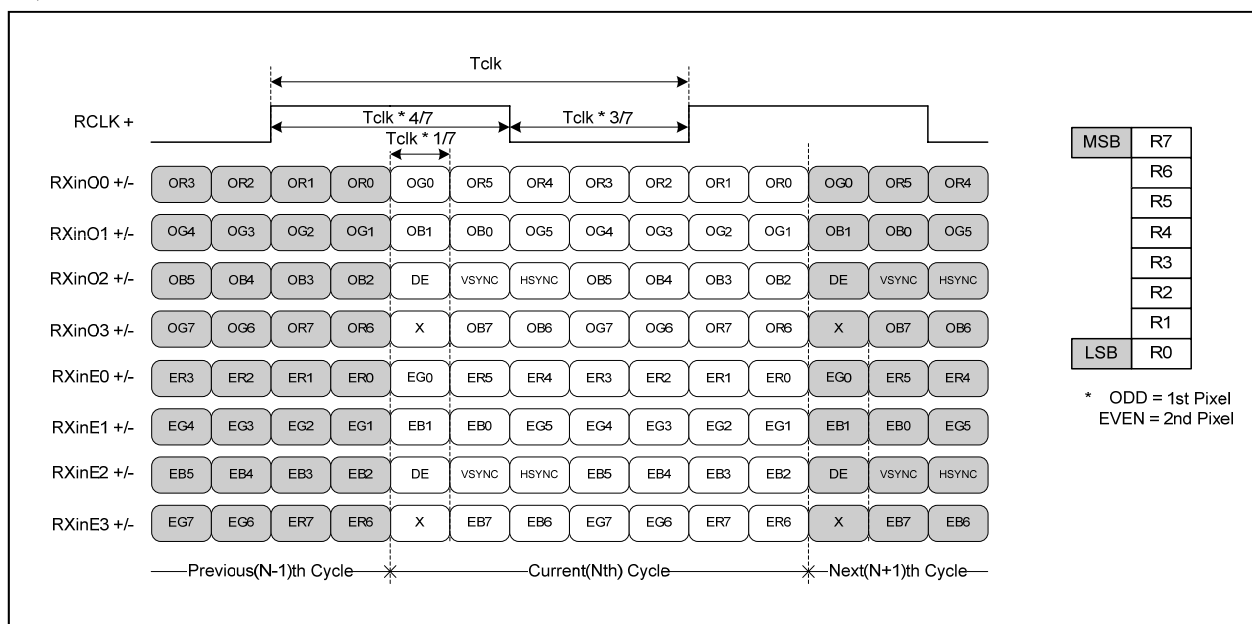 Tclk
RCLK +
Tclk * 4/7
Tclk * 3/7
Tclk * 1/7
RXinO0 +/- OR3 OR2 OR1 OR0 OG0 OR5 OR4 OR3 OR2 OR1 OR0 OG0 OR5 OR4
RXinO1 +/- OG4 OG3 OG2 OG1 OB1 OB0 OG5 OG4 OG3 OG2 OG1 OB1 OB0 OG5
RXinO2 +/- OB5 OB4 OB3 OB2 DE VSYNC HSYNC OB5 OB4 OB3 OB2 DE VSYNC HSYNC
RXinO3 +/- OG7 OG6 OR7 OR6 X OB7 OB6 OG7 OG6 OR7 OR6 X OB7 OB6
RXinE0 +/- ER3 ER2 ER1 ER0 EG0 ER5 ER4 ER3 ER2 ER1 ER0 EG0 ER5 ER4
RXinE1 +/- EG4 EG3 EG2 EG1 EB1 EB0 EG5 EG4 EG3 EG2 EG1 EB1 EB0 EG5
RXinE2 +/- EB5 EB4 EB3 EB2 DE VSYNC HSYNC EB5 EB4 EB3 EB2 DE VSYNC HSYNC
RXinE3 +/- EG7 EG6 ER7 ER6 X EB7 EB6 EG7 EG6 ER7 ER6 X EB7 EB6
Previous(N-1)th Cycle Current(Nth) Cycle Next(N+1)th Cycle
MSB R7
R6
R5
R4
R3
R2
R1
LSB R0
* ODD = 1st Pixel
EVEN = 2nd Pixel